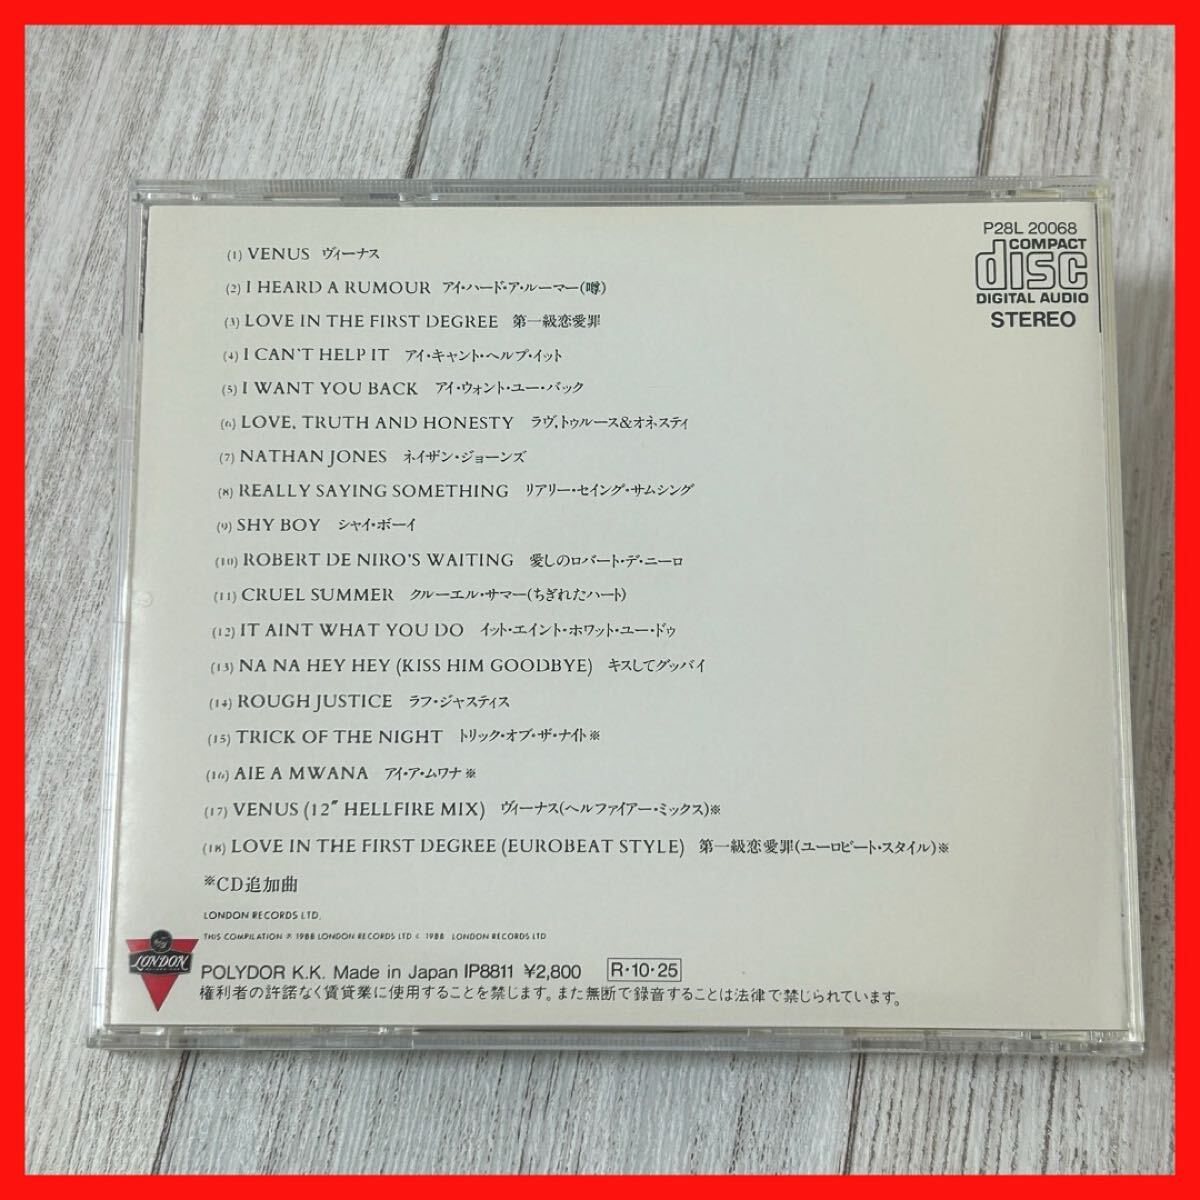 P28L 20068
COMPACT
disc
DIGITAL AUDIO
STEREO
(1) VENUS ヴィーナス
(2) I HEARD A RUMOUR アイ・ハード・ア・ルーマー(噂)
(3) LOVE IN THE FIRST DEGREE 第一級恋愛罪
(4) I CAN'T HELP IT アイ・キャント・ヘルプ・イット
(5) I WANT YOU BACK アイ・ウォント・ユー・バック
(6) LOVE, TRUTH AND HONESTY ラヴ,トゥルース&オネスティ
(7) NATHAN JONES ネイザン・ジョーンズ
(8) REALLY SAYING SOMETHING リアリー・セイング・サムシング
(9) SHY BOY シャイ・ボーイ
(10) ROBERT DE NIRO'S WAITING 愛しのロバート・デ・ニーロ
(11) CRUEL SUMMER クルーエル・サマー(ちぎれたハート)
(12) IT AINT WHAT YOU DO イット・エイント・ホワット・ユー・ドゥ
(13) NA NA HEY HEY (KISS HIM GOODBYE) キスしてグッバイ
(14) ROUGH JUSTICE ラフ・ジャスティス
(15) TRICK OF THE NIGHT トリック・オブ・ザ・ナイト※
(16) AIE A MWANA アイ・ア・ムワナ※
(17) VENUS (12″ HELLFIRE MIX) ヴィーナス(ヘルファイアー・ミックス)※
(18) LOVE IN THE FIRST DEGREE (EUROBEAT STYLE) 第一級恋愛罪(ユーロビート・スタイル)※
※CD追加曲
LONDON RECORDS LTD.
THIS COMPILATION ℗ 1988 LONDON RECORDS LTD © 1988 LONDON RECORDS LTD
LONDON
POLYDOR K.K. Made in Japan IP8811 ¥2,800 R・10・25
権利者の許諾なく賃貸業に使用することを禁じます。また無断で録音することは法律で禁じられています。